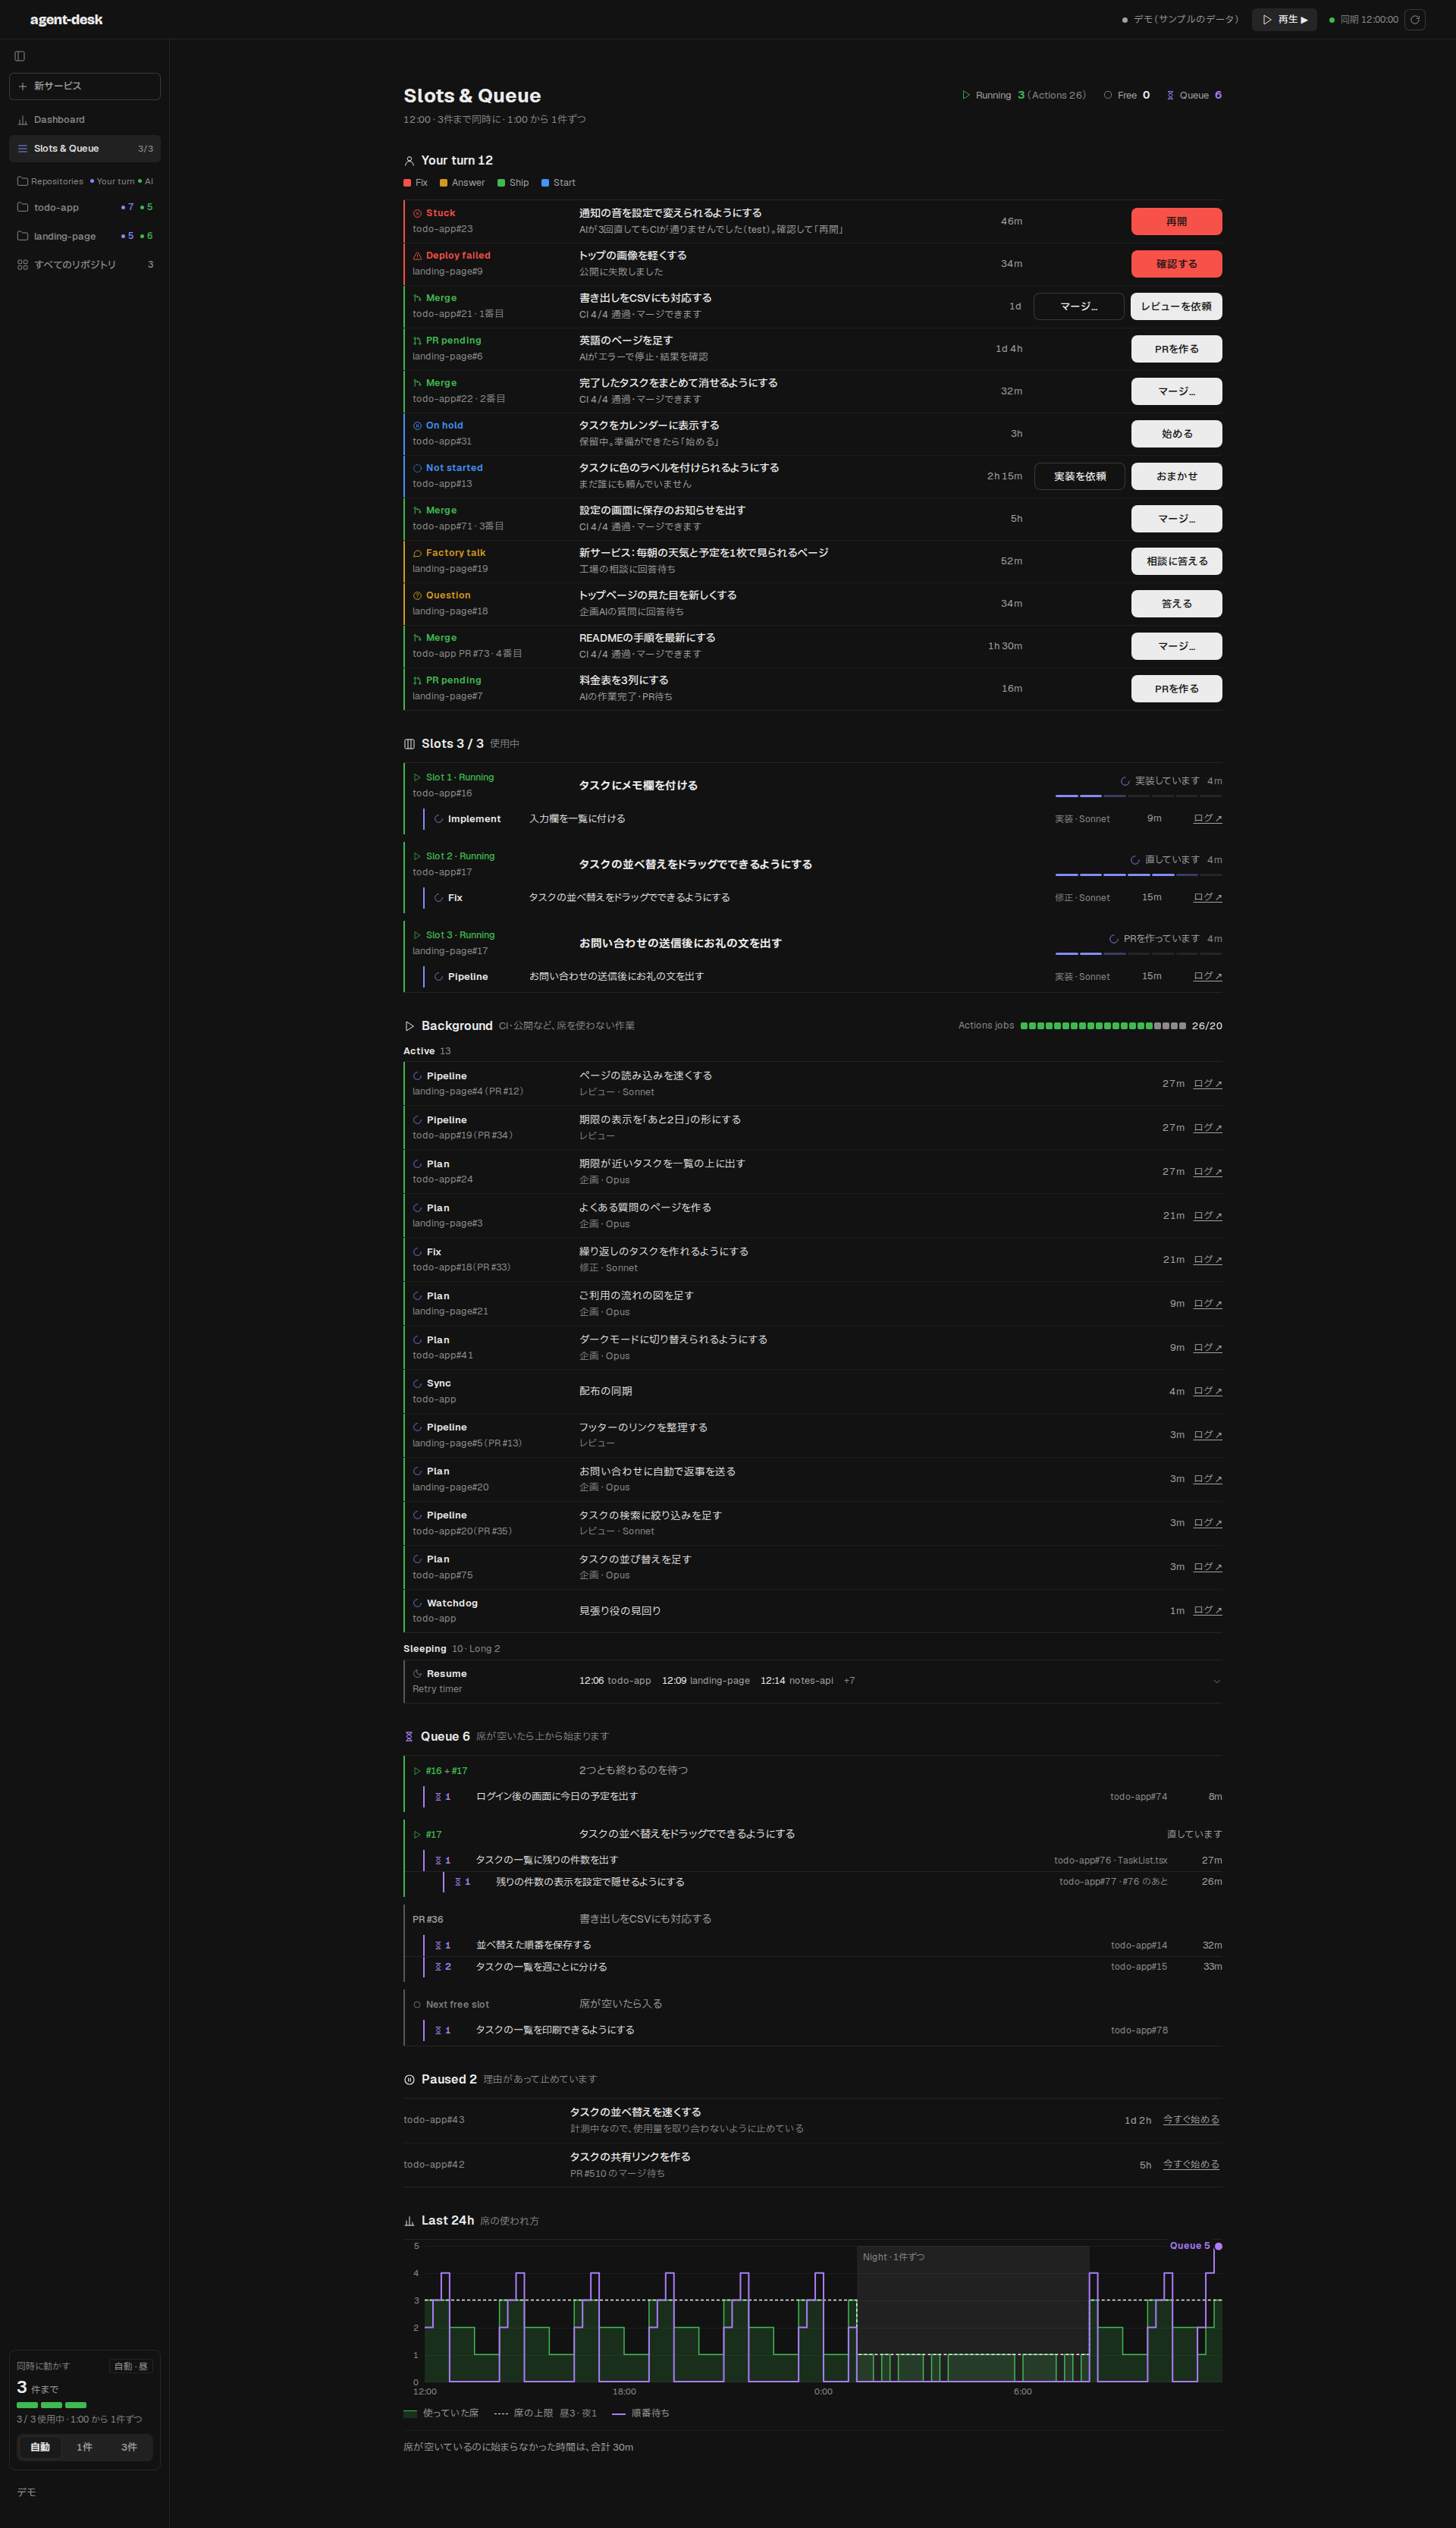 agent-desk
デモ（サンプルのデータ）
再生 ▶
同期 12:00:00
新サービス
Dashboard
Slots & Queue 3/3
Repositories Your turn AI
todo-app 7 5
landing-page 5 6
すべてのリポジトリ 3
Slots & Queue
Running 3（Actions 26） Free 0 Queue 6
12:00 · 3件まで同時に · 1:00 から 1件ずつ
Your turn 12
Fix Answer Ship Start
Stuck 通知の音を設定で変えられるようにする 46m 再開
todo-app#23 AIが3回直してもCIが通りませんでした（test）。確認して「再開」
Deploy failed トップの画像を軽くする 34m 確認する
landing-page#9 公開に失敗しました
Merge 書き出しをCSVにも対応する 1d マージ… レビューを依頼
todo-app#21 · 1番目 CI 4/4 通過・マージできます
PR pending 英語のページを足す 1d 4h PRを作る
landing-page#6 AIがエラーで停止・結果を確認
Merge 完了したタスクをまとめて消せるようにする 32m マージ…
todo-app#22 · 2番目 CI 4/4 通過・マージできます
On hold タスクをカレンダーに表示する 3h 始める
todo-app#31 保留中。準備ができたら「始める」
Not started タスクに色のラベルを付けられるようにする 2h 15m 実装を依頼 おまかせ
todo-app#13 まだ誰にも頼んでいません
Merge 設定の画面に保存のお知らせを出す 5h マージ…
todo-app#71 · 3番目 CI 4/4 通過・マージできます
Factory talk 新サービス：毎朝の天気と予定を1枚で見られるページ 52m 相談に答える
landing-page#19 工場の相談に回答待ち
Question トップページの見た目を新しくする 34m 答える
landing-page#18 企画AIの質問に回答待ち
Merge READMEの手順を最新にする 1h 30m マージ…
todo-app PR #73 · 4番目 CI 4/4 通過・マージできます
PR pending 料金表を3列にする 16m PRを作る
landing-page#7 AIの作業完了・PR待ち
Slots 3 / 3 使用中
Slot 1 · Running タスクにメモ欄を付ける 実装しています 4m
todo-app#16
Implement 入力欄を一覧に付ける 実装 · Sonnet 9m ログ↗
Slot 2 · Running タスクの並べ替えをドラッグでできるようにする 直しています 4m
todo-app#17
Fix タスクの並べ替えをドラッグでできるようにする 修正 · Sonnet 15m ログ↗
Slot 3 · Running お問い合わせの送信後にお礼の文を出す PRを作っています 4m
landing-page#17
Pipeline お問い合わせの送信後にお礼の文を出す 実装 · Sonnet 15m ログ↗
Background CI・公開など、席を使わない作業 Actions jobs 26/20
Active 13
Pipeline ページの読み込みを速くする 27m ログ↗
landing-page#4（PR #12） レビュー · Sonnet
Pipeline 期限の表示を「あと2日」の形にする 27m ログ↗
todo-app#19（PR #34） レビュー
Plan 期限が近いタスクを一覧の上に出す 27m ログ↗
todo-app#24 企画 · Opus
Plan よくある質問のページを作る 21m ログ↗
landing-page#3 企画 · Opus
Fix 繰り返しのタスクを作れるようにする 21m ログ↗
todo-app#18（PR #33） 修正 · Sonnet
Plan ご利用の流れの図を足す 9m ログ↗
landing-page#21 企画 · Opus
Plan ダークモードに切り替えられるようにする 9m ログ↗
todo-app#41 企画 · Opus
Sync 配布の同期 4m ログ↗
todo-app
Pipeline フッターのリンクを整理する 3m ログ↗
landing-page#5（PR #13） レビュー
Plan お問い合わせに自動で返事を送る 3m ログ↗
landing-page#20 企画 · Opus
Pipeline タスクの検索に絞り込みを足す 3m ログ↗
todo-app#20（PR #35） レビュー · Sonnet
Plan タスクの並び替えを足す 3m ログ↗
todo-app#75 企画 · Opus
Watchdog 見張り役の見回り 1m ログ↗
todo-app
Sleeping 10 · Long 2
Resume 12:06 todo-app 12:09 landing-page 12:14 notes-api +7
Retry timer
Queue 6 席が空いたら上から始まります
#16 + #17 2つとも終わるのを待つ
1 ログイン後の画面に今日の予定を出す todo-app#74 8m
#17 タスクの並べ替えをドラッグでできるようにする 直しています
1 タスクの一覧に残りの件数を出す todo-app#76 · TaskList.tsx 27m
1 残りの件数の表示を設定で隠せるようにする todo-app#77 · #76 のあと 26m
PR #36 書き出しをCSVにも対応する
1 並べ替えた順番を保存する todo-app#14 32m
2 タスクの一覧を週ごとに分ける todo-app#15 33m
Next free slot 席が空いたら入る
1 タスクの一覧を印刷できるようにする todo-app#78
Paused 2 理由があって止めています
todo-app#43 タスクの並べ替えを速くする 1d 2h 今すぐ始める
計測中なので、使用量を取り合わないように止めている
todo-app#42 タスクの共有リンクを作る 5h 今すぐ始める
PR #510 のマージ待ち
Last 24h 席の使われ方
Queue 5
Night · 1件ずつ
5
4
3
2
1
0
12:00 18:00 0:00 6:00
使っていた席 席の上限 昼3 · 夜1 順番待ち
席が空いているのに始まらなかった時間は、合計 30m
同時に動かす 自動 · 昼
3 件まで
3 / 3 使用中 · 1:00 から 1件ずつ
自動 1件 3件
デモ